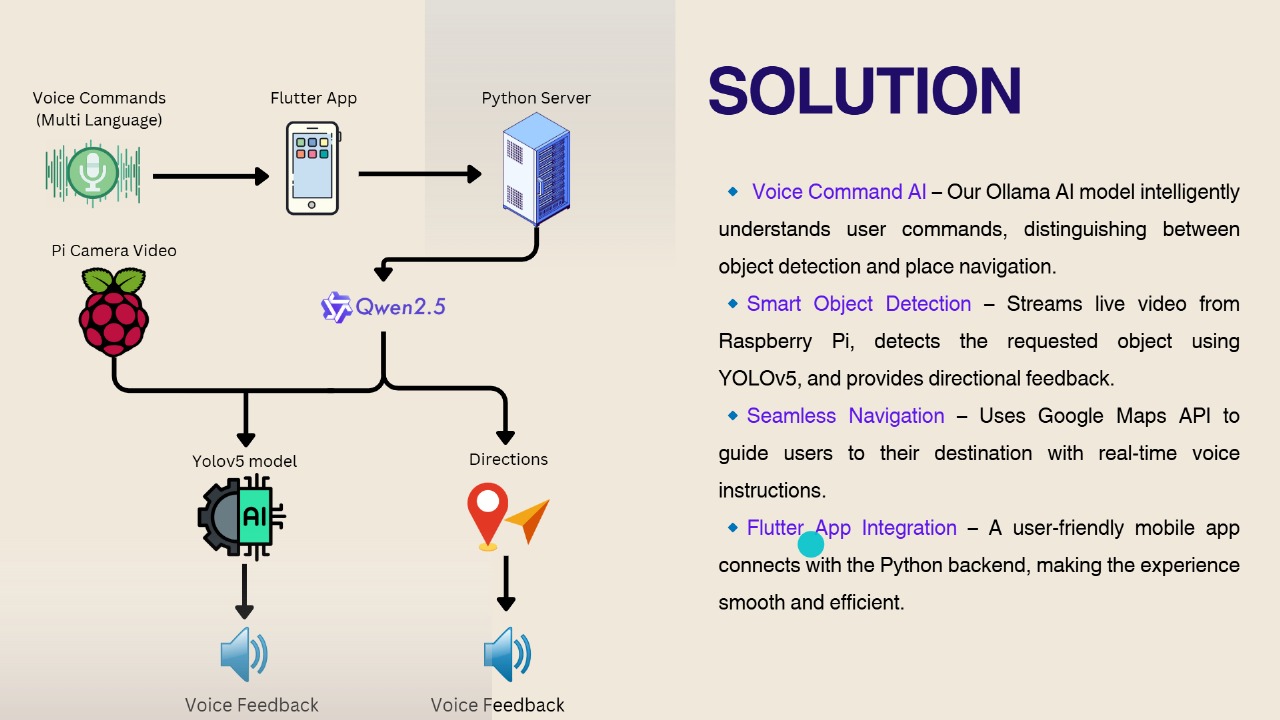 Voice Commands
(Multi Language)
Flutter App
Python Server
Pi Camera Video
Qwen2.5
Yolov5 model
AI
Directions
Voice Feedback
Voice Feedback
SOLUTION
Voice Command AI – Our Ollama AI model intelligently
understands user commands, distinguishing between
object detection and place navigation.
Smart Object Detection – Streams live video from
Raspberry Pi, detects the requested object using
YOLOv5, and provides directional feedback.
Seamless Navigation – Uses Google Maps API to
guide users to their destination with real-time voice
instructions.
Flutter App Integration – A user-friendly mobile app
connects with the Python backend, making the experience
smooth and efficient.